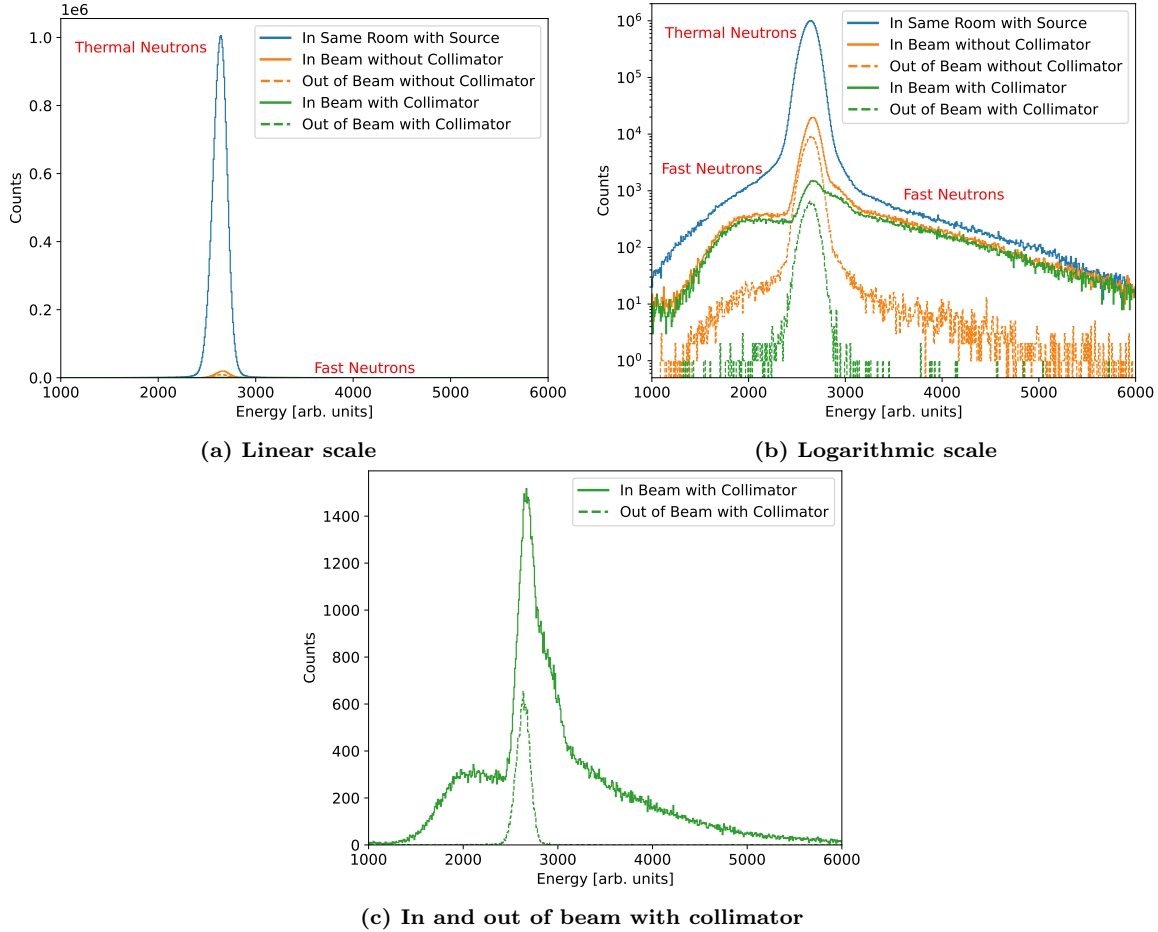 1e6
Counts
1.0
0.8
0.6
0.4
0.2
0.0
Thermal Neutrons
Fast Neutrons
In Same Room with Source
In Beam without Collimator
Out of Beam without Collimator
In Beam with Collimator
Out of Beam with Collimator
1000 2000 3000 4000 5000 6000
Energy [arb. units]
(a) Linear scale
Counts
10⁶
10⁵
10⁴
10³
10²
10¹
10⁰
Thermal Neutrons
Fast Neutrons
Fast Neutrons
In Same Room with Source
In Beam without Collimator
Out of Beam without Collimator
In Beam with Collimator
Out of Beam with Collimator
1000 2000 3000 4000 5000 6000
Energy [arb. units]
(b) Logarithmic scale
Counts
1400
1200
1000
800
600
400
200
0
In Beam with Collimator
Out of Beam with Collimator
1000 2000 3000 4000 5000 6000
Energy [arb. units]
(c) In and out of beam with collimator